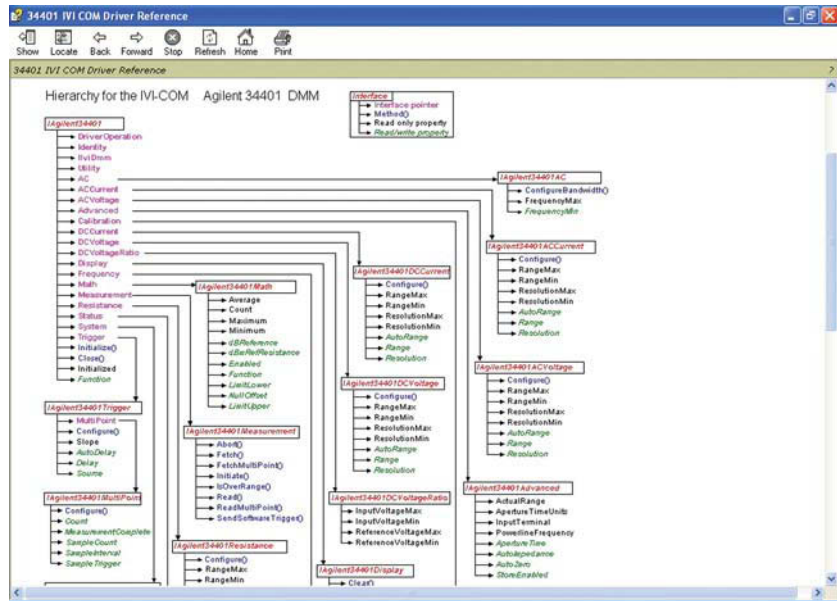 34401 IVI COM Driver Reference
Show Locate Back Forward Stop Refresh Home Print
34401 IVI COM Driver Reference
?
Hierarchy for the IVI-COM Agilent 34401 DMM
Interface
Interface pointer
Method()
Read only property
Read/write property
IAgilent34401
DriverOperation
Identity
IIviDmm
Utility
AC
ACCurrent
ACVoltage
Advanced
Calibration
DCCurrent
DCVoltage
DCVoltageRatio
Display
Frequency
Math
Measurement
Resistance
Status
System
Trigger
Initialize()
Close()
Initialized
Function
IAgilent34401Trigger
MultiPoint
Configure()
Slope
AutoDelay
Delay
Source
IAgilent34401MultiPoint
Configure()
Count
MeasurementComplete
SampleCount
SampleInterval
SampleTrigger
IAgilent34401Math
Average
Count
Maximum
Minimum
dBReference
dBmRefResistance
Enabled
Function
LimitLower
NullOffset
LimitUpper
IAgilent34401Measurement
Abort()
Fetch()
FetchMultiPoint()
Initiate()
IsOverRange()
Read()
ReadMultiPoint()
SendSoftwareTrigger()
IAgilent34401Resistance
Configure()
RangeMax
RangeMin
IAgilent34401DCCurrent
Configure()
RangeMax
RangeMin
ResolutionMax
ResolutionMin
AutoRange
Range
Resolution
IAgilent34401DCVoltage
Configure()
RangeMax
RangeMin
ResolutionMax
ResolutionMin
AutoRange
Range
Resolution
IAgilent34401DCVoltageRatio
InputVoltageMax
InputVoltageMin
ReferenceVoltageMax
ReferenceVoltageMin
IAgilent34401Display
Clear()
IAgilent34401AC
ConfigureBandwidth()
FrequencyMax
FrequencyMin
IAgilent34401ACCurrent
Configure()
RangeMax
RangeMin
ResolutionMax
ResolutionMin
AutoRange
Range
Resolution
IAgilent34401ACVoltage
Configure()
RangeMax
RangeMin
ResolutionMax
ResolutionMin
AutoRange
Range
Resolution
IAgilent34401Advanced
ActualRange
ApertureTimeUnits
InputTerminal
PowerlineFrequency
ApertureTime
AutoImpedance
AutoZero
StoreEnabled